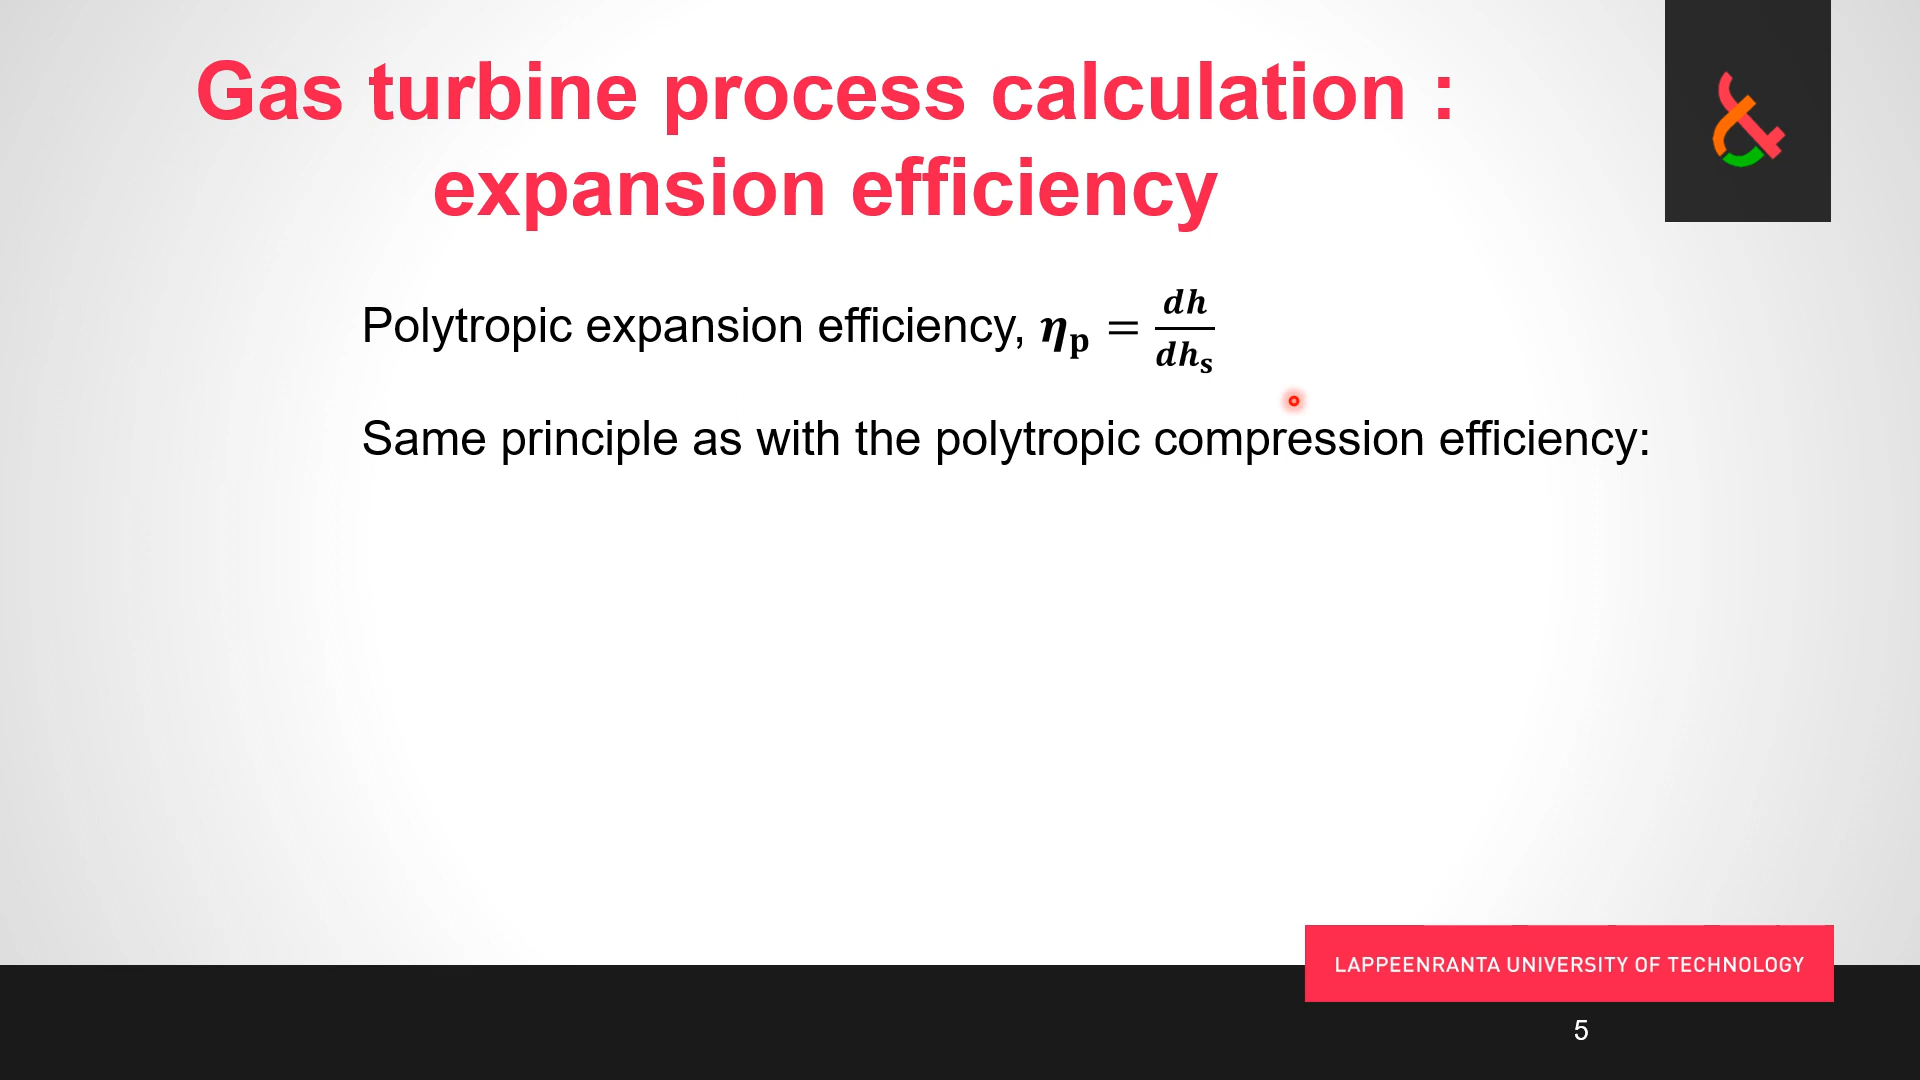 Gas turbine process calculation :
expansion efficiency
Polytropic expansion efficiency, 𝜼p = dh/dhs
Same principle as with the polytropic compression efficiency:
LAPPEENRANTA UNIVERSITY OF TECHNOLOGY
5